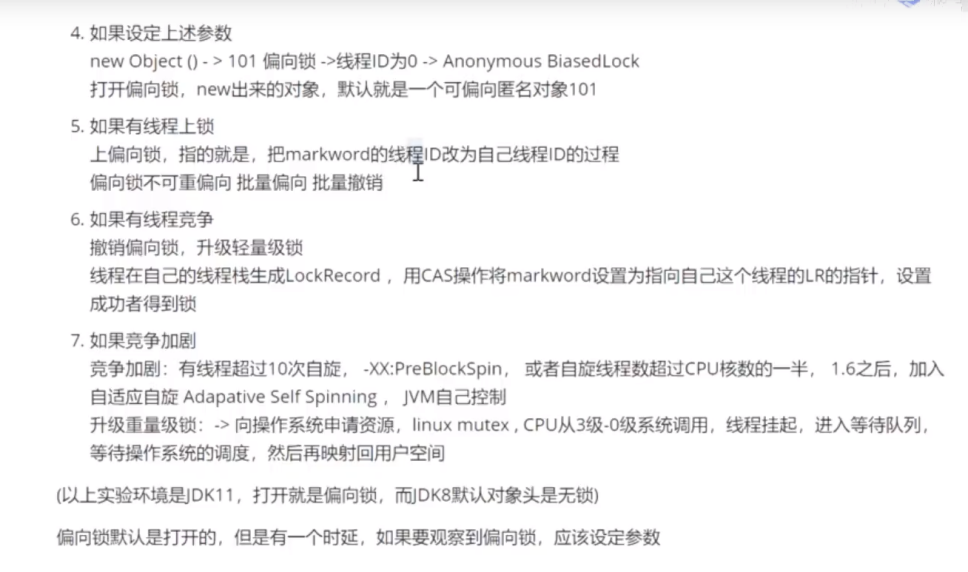 4. 如果设定上述参数
new Object () - > 101 偏向锁 ->线程ID为0 -> Anonymous BiasedLock
打开偏向锁，new出来的对象，默认就是一个可偏向匿名对象101
5. 如果有线程上锁
上偏向锁，指的就是，把markword的线程ID改为自己线程ID的过程
偏向锁不可重偏向 批量偏向 批量撤销
6. 如果有线程竞争
撤销偏向锁，升级轻量级锁
线程在自己的线程栈生成LockRecord ，用CAS操作将markword设置为指向自己这个线程的LR的指针，设置
成功者得到锁
7. 如果竞争加剧
竞争加剧：有线程超过10次自旋， -XX:PreBlockSpin， 或者自旋线程数超过CPU核数的一半， 1.6之后，加入
自适应自旋 Adapative Self Spinning ， JVM自己控制
升级重量级锁：-> 向操作系统申请资源，linux mutex , CPU从3级-0级系统调用，线程挂起，进入等待队列，
等待操作系统的调度，然后再映射回用户空间
(以上实验环境是JDK11，打开就是偏向锁，而JDK8默认对象头是无锁)
偏向锁默认是打开的，但是有一个时延，如果要观察到偏向锁，应该设定参数